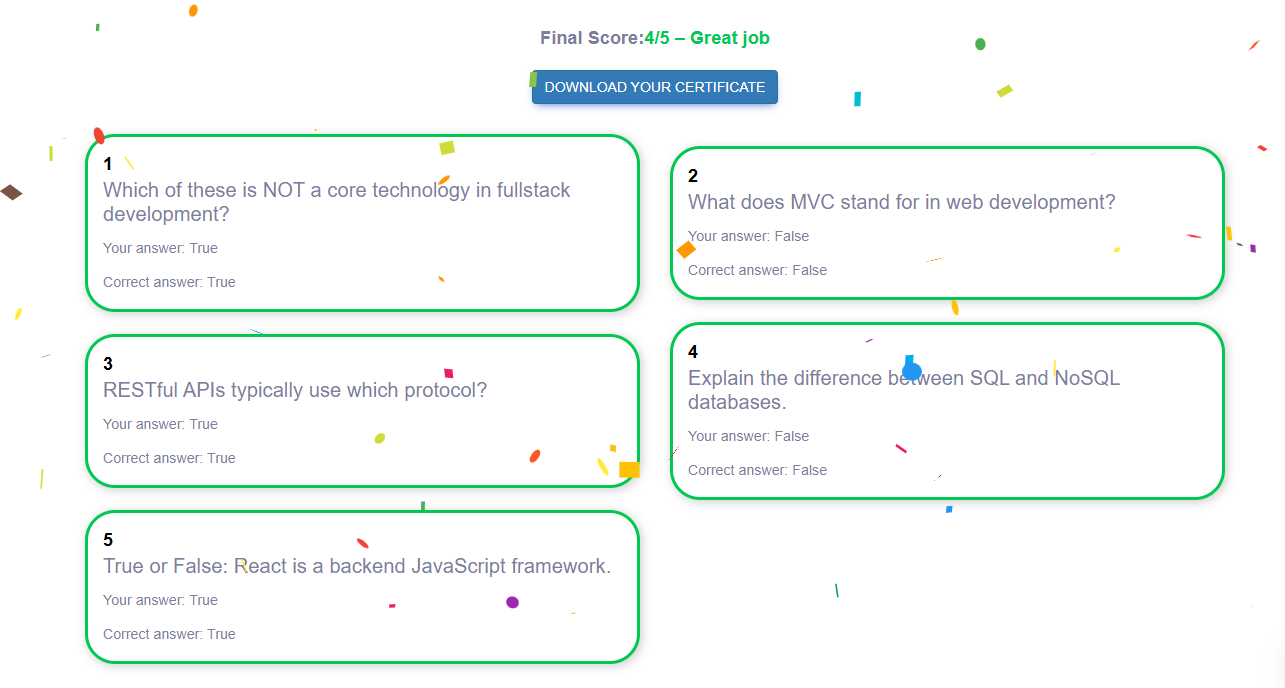 Final Score:4/5 – Great job
DOWNLOAD YOUR CERTIFICATE
1
Which of these is NOT a core technology in fullstack
development?
Your answer: True
Correct answer: True
2
What does MVC stand for in web development?
Your answer: False
Correct answer: False
3
RESTful APIs typically use which protocol?
Your answer: True
Correct answer: True
4
Explain the difference between SQL and NoSQL
databases.
Your answer: False
Correct answer: False
5
True or False: React is a backend JavaScript framework.
Your answer: True
Correct answer: True